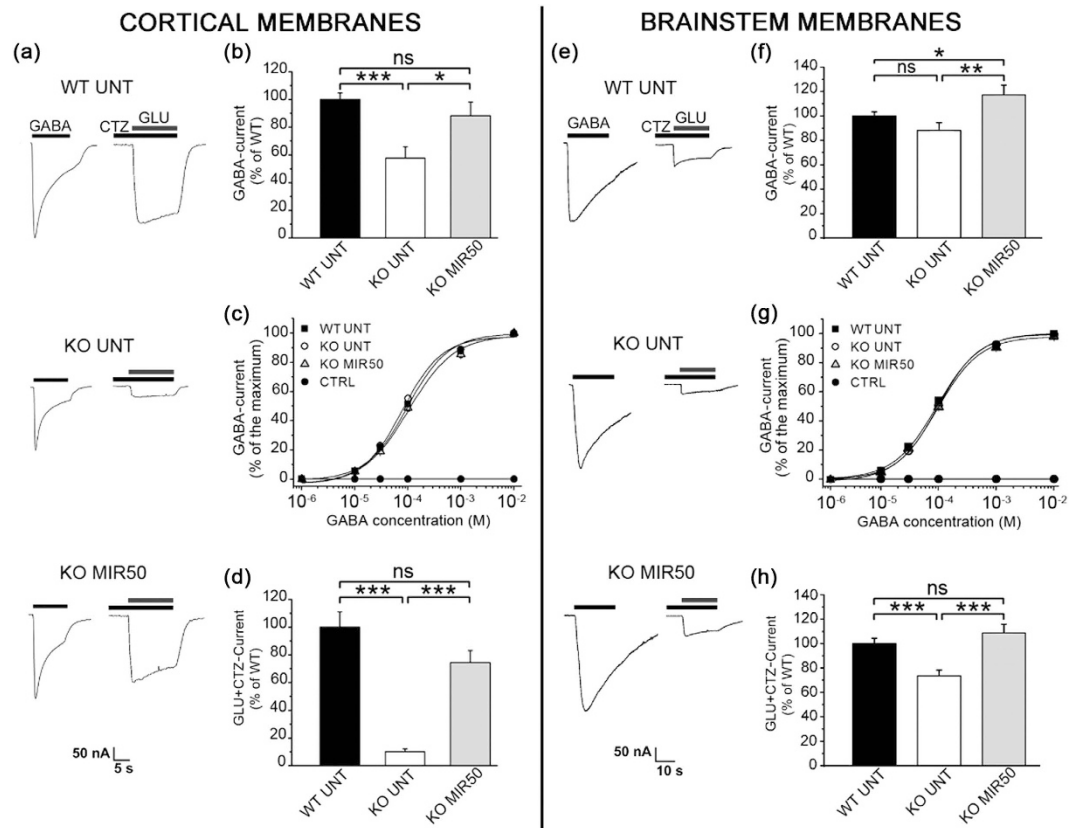 CORTICAL MEMBRANES
(a)
WT UNT
GABA
CTZ
GLU
KO UNT
KO MIR50
50 nA
5 s
(b)
ns
*** *
120
100
80
60
40
20
0
GABA-current
(% of WT)
WT UNT
KO UNT
KO MIR50
(c)
WT UNT
KO UNT
KO MIR50
CTRL
100
80
60
40
20
0
GABA-current
(% of the maximum)
10⁻⁶ 10⁻⁵ 10⁻⁴ 10⁻³ 10⁻²
GABA concentration (M)
(d)
ns
*** ***
120
100
80
60
40
20
0
GLU+CTZ-Current
(% of WT)
WT UNT
KO UNT
KO MIR50
BRAINSTEM MEMBRANES
(e)
WT UNT
GABA
CTZ
GLU
KO UNT
KO MIR50
50 nA
10 s
(f)
*
ns **
140
120
100
80
60
40
20
0
GABA-current
(% of WT)
WT UNT
KO UNT
KO MIR50
(g)
WT UNT
KO UNT
KO MIR50
CTRL
100
80
60
40
20
0
GABA-current
(% of the maximum)
10⁻⁶ 10⁻⁵ 10⁻⁴ 10⁻³ 10⁻²
GABA concentration (M)
(h)
ns
*** ***
140
120
100
80
60
40
20
0
GLU+CTZ-Current
(% of WT)
WT UNT
KO UNT
KO MIR50